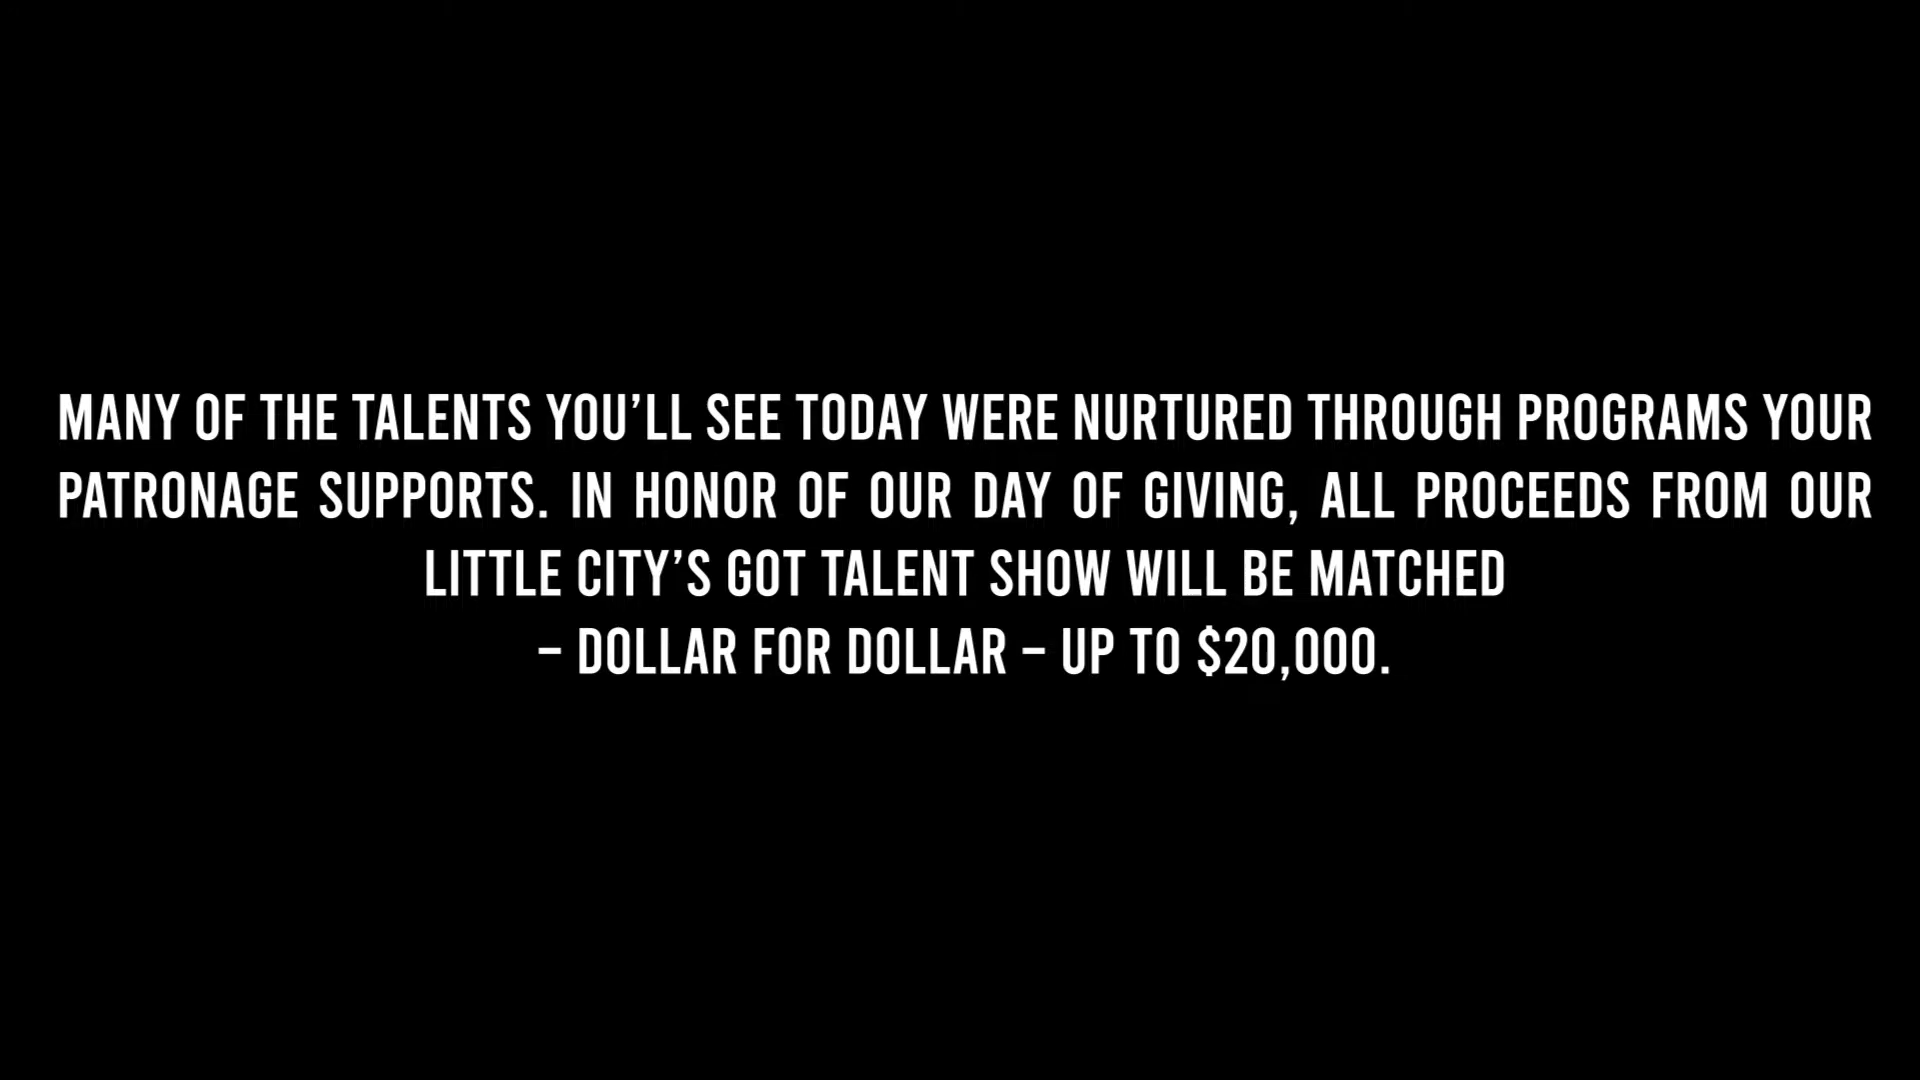 MANY OF THE TALENTS YOU’LL SEE TODAY WERE NURTURED THROUGH PROGRAMS YOUR
PATRONAGE SUPPORTS. IN HONOR OF OUR DAY OF GIVING, ALL PROCEEDS FROM OUR
LITTLE CITY’S GOT TALENT SHOW WILL BE MATCHED
– DOLLAR FOR DOLLAR – UP TO $20,000.